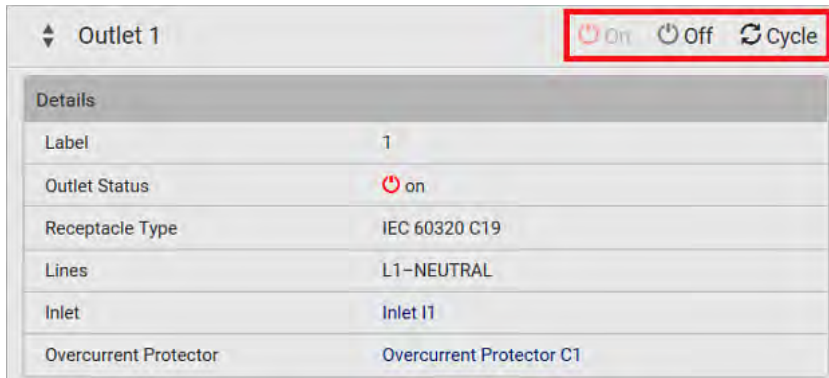 Outlet 1 On Off Cycle
Details
Label 1
Outlet Status on
Receptacle Type IEC 60320 C19
Lines L1–NEUTRAL
Inlet Inlet I1
Overcurrent Protector Overcurrent Protector C1